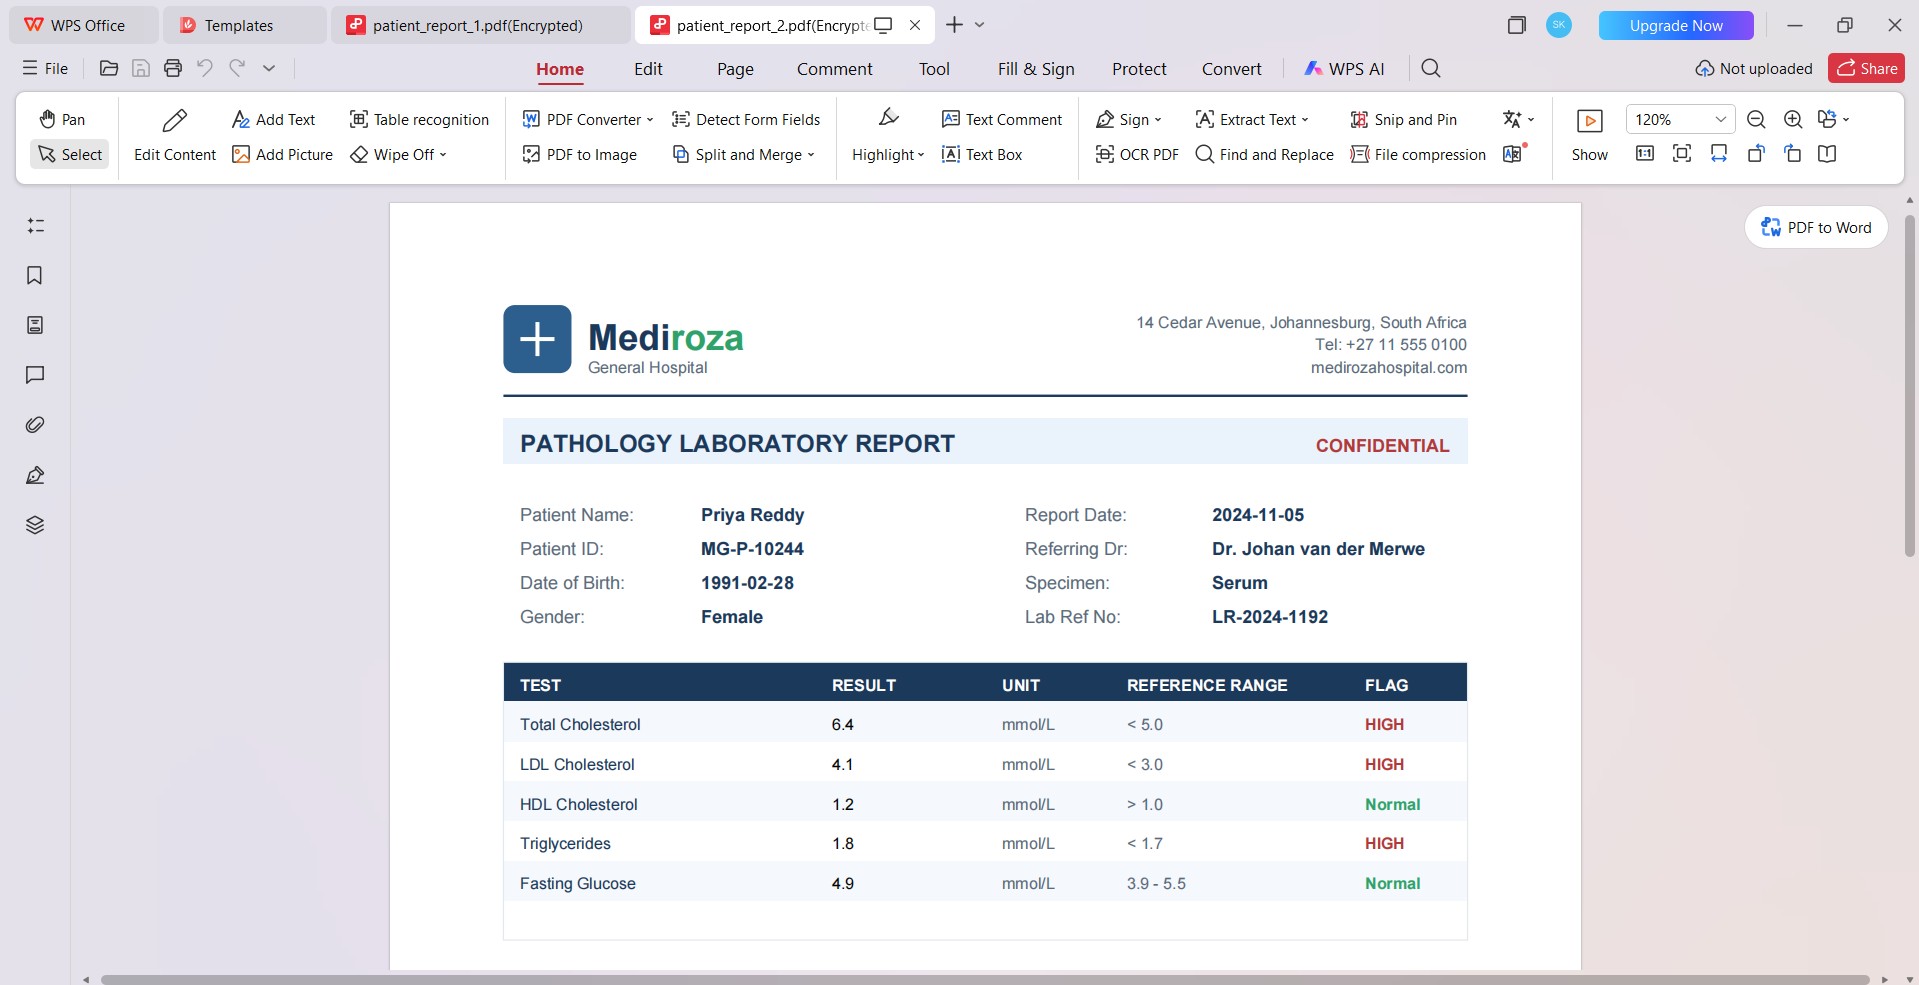 WPS Office
Templates
patient_report_1.pdf(Encrypted)
patient_report_2.pdf(Encrypte
SK
Upgrade Now
File
Home
Edit
Page
Comment
Tool
Fill & Sign
Protect
Convert
WPS AI
Not uploaded
Share
Pan
Add Text
Table recognition
PDF Converter
Detect Form Fields
Text Comment
Sign
Extract Text
Snip and Pin
120%
Select
Edit Content
Add Picture
Wipe Off
PDF to Image
Split and Merge
Highlight
Text Box
OCR PDF
Find and Replace
File compression
Show
1:1
PDF to Word
Mediroza
General Hospital
14 Cedar Avenue, Johannesburg, South Africa
Tel: +27 11 555 0100
medirozahospital.com
PATHOLOGY LABORATORY REPORT CONFIDENTIAL
Patient Name: Priya Reddy Report Date: 2024-11-05
Patient ID: MG-P-10244 Referring Dr: Dr. Johan van der Merwe
Date of Birth: 1991-02-28 Specimen: Serum
Gender: Female Lab Ref No: LR-2024-1192
TEST RESULT UNIT REFERENCE RANGE FLAG
Total Cholesterol 6.4 mmol/L < 5.0 HIGH
LDL Cholesterol 4.1 mmol/L < 3.0 HIGH
HDL Cholesterol 1.2 mmol/L > 1.0 Normal
Triglycerides 1.8 mmol/L < 1.7 HIGH
Fasting Glucose 4.9 mmol/L 3.9 - 5.5 Normal